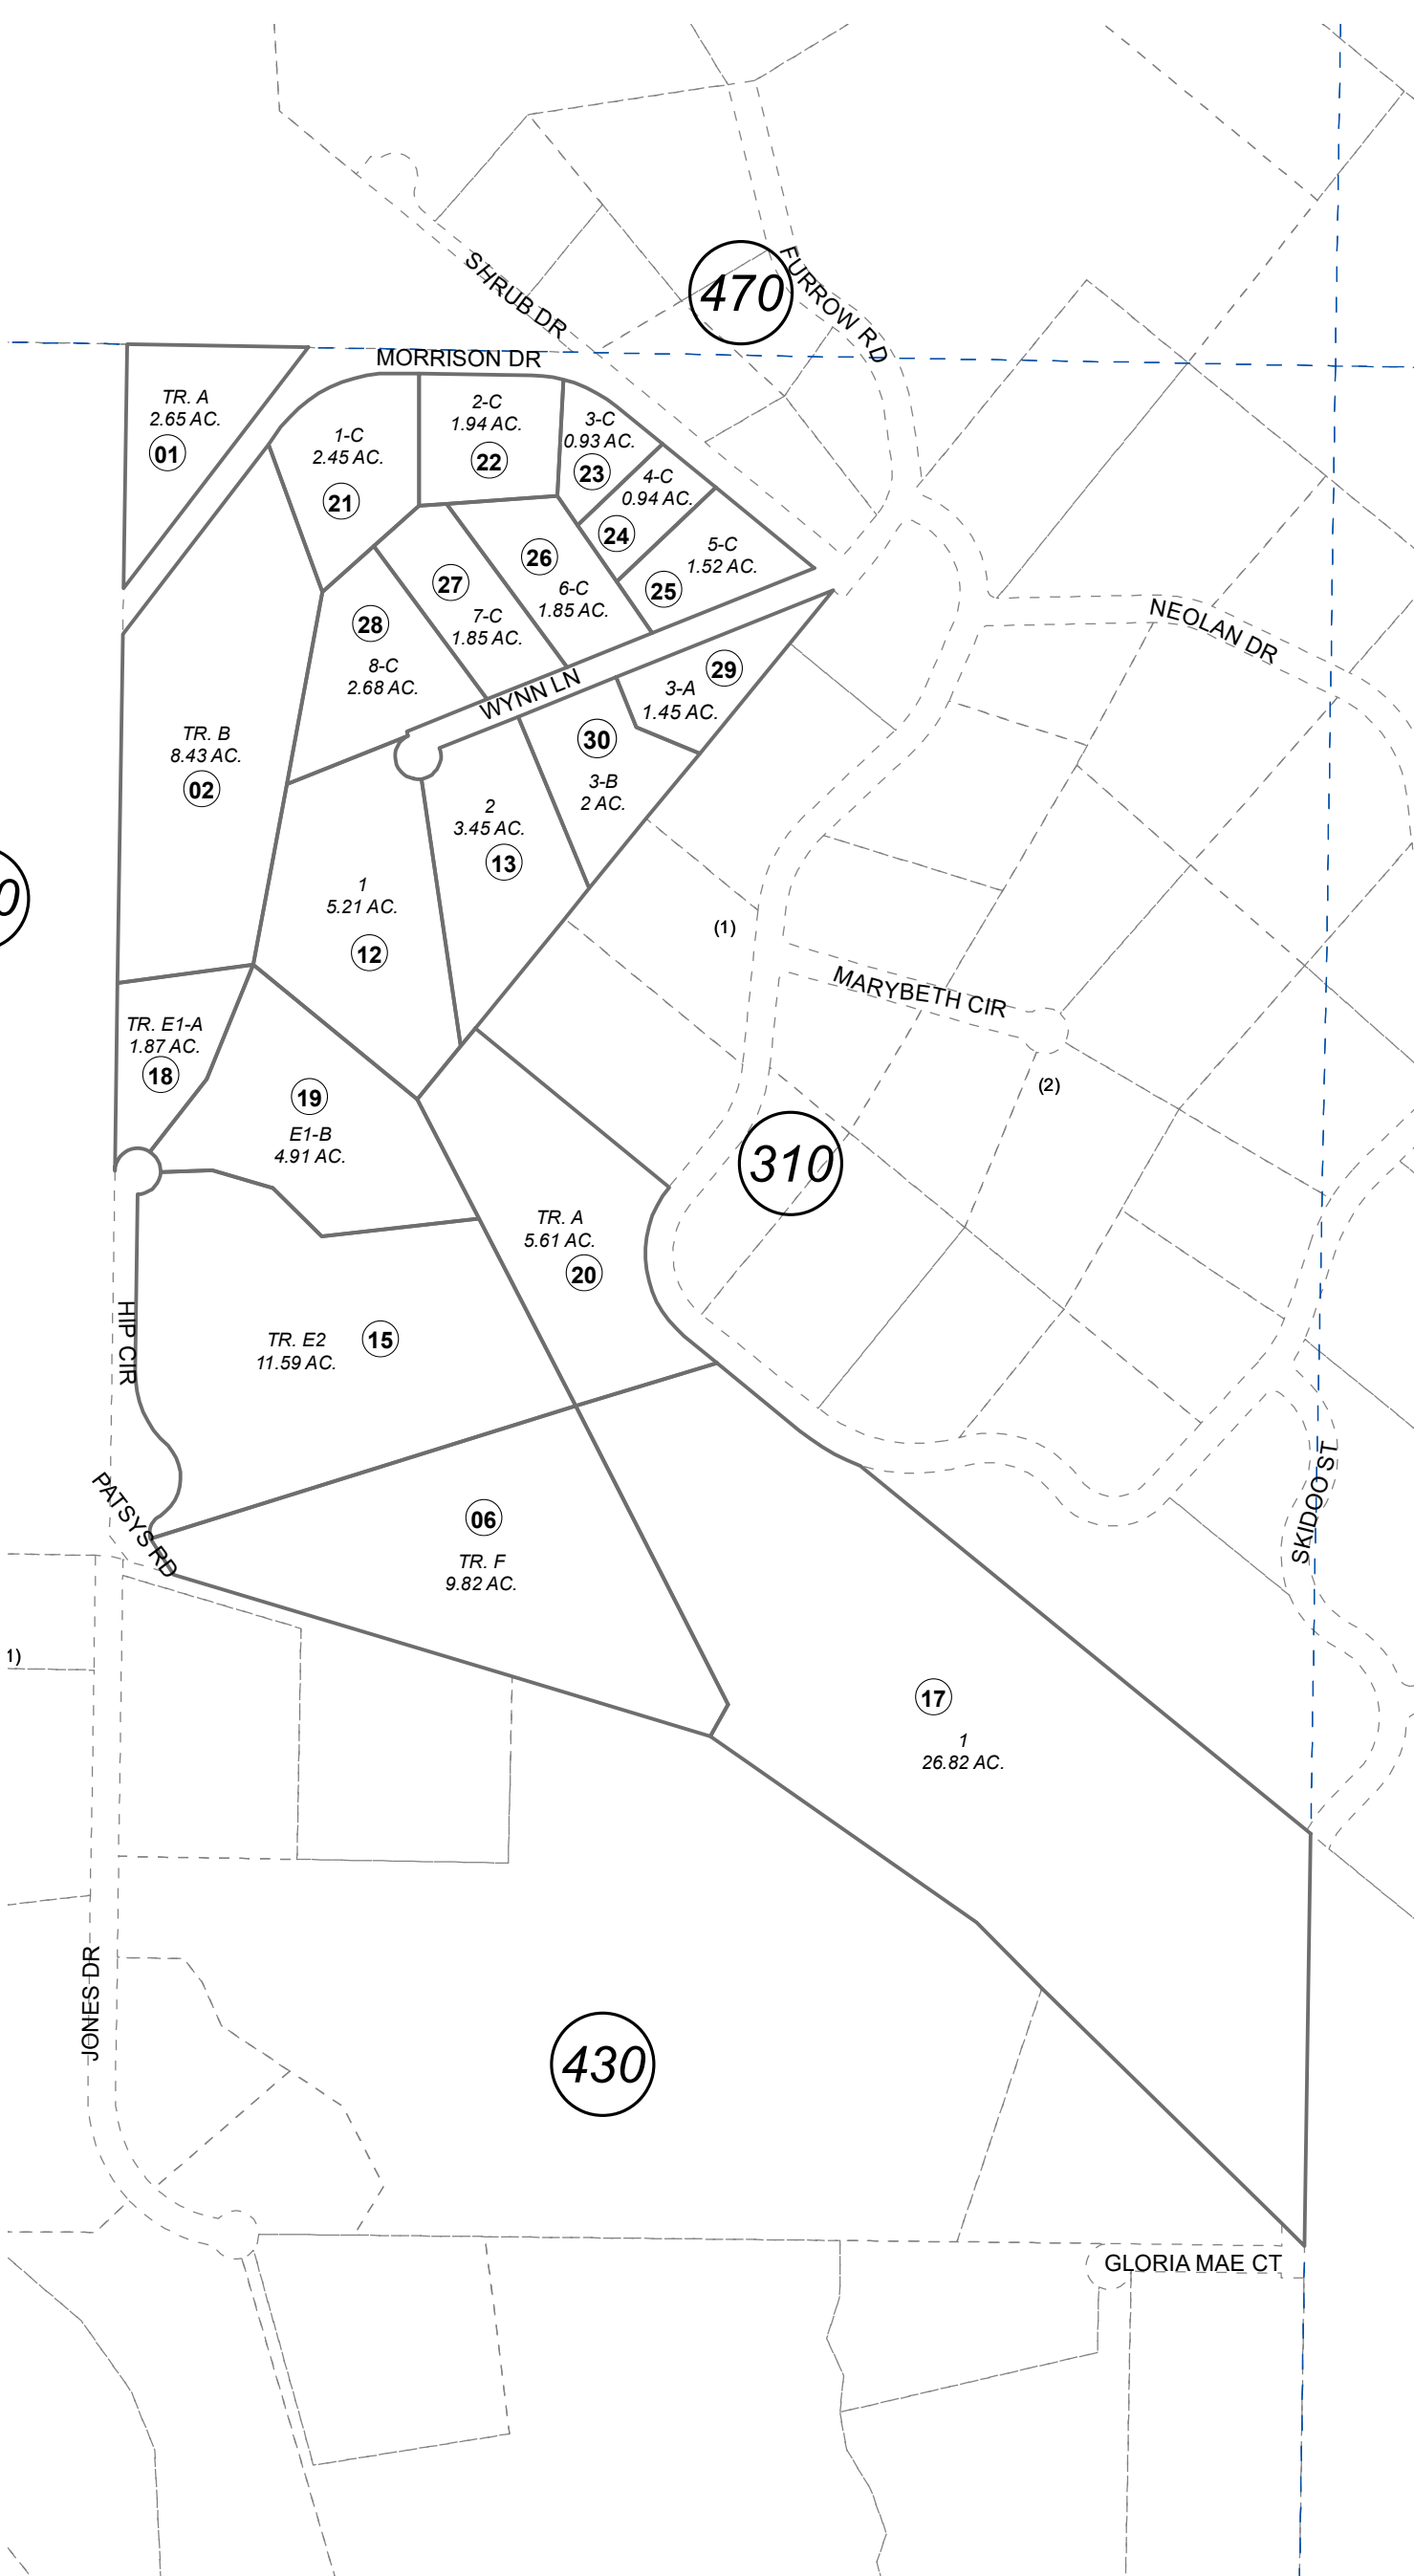 SHRUB DR
470
FURROW RD
MORRISON DR
TR. A
2.65 AC.
01
1-C
2.45 AC.
21
2-C
1.94 AC.
22
3-C
0.93 AC.
23
4-C
0.94 AC.
24
5-C
1.52 AC.
25
26
6-C
1.85 AC.
27
7-C
1.85 AC.
28
8-C
2.68 AC.
WYNN LN
NEOLAN DR
29
3-A
1.45 AC.
30
3-B
2 AC.
TR. B
8.43 AC.
02
2
3.45 AC.
13
1
5.21 AC.
12
0
(1)
MARYBETH CIR
(2)
TR. E1-A
1.87 AC.
18
19
E1-B
4.91 AC.
310
TR. A
5.61 AC.
20
HIP CIR
TR. E2
11.59 AC.
15
PATSYS RD
SKIDOO ST
06
TR. F
9.82 AC.
1)
17
1
26.82 AC.
JONES DR
430
GLORIA MAE CT